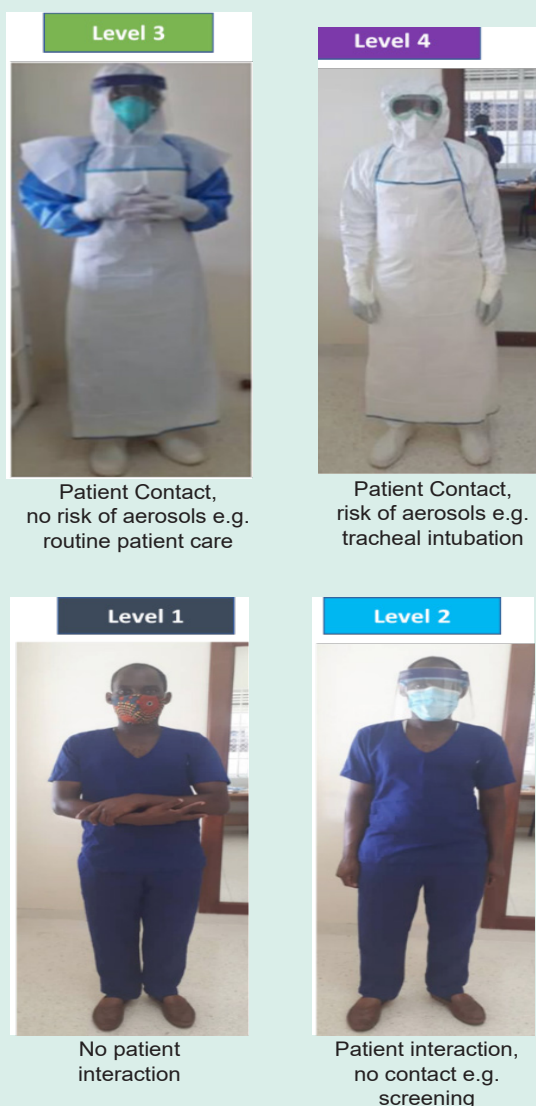 Level 3
Level 4
Patient Contact,
no risk of aerosols e.g.
routine patient care
Patient Contact,
risk of aerosols e.g.
tracheal intubation
Level 1
Level 2
No patient
interaction
Patient interaction,
no contact e.g.
screening